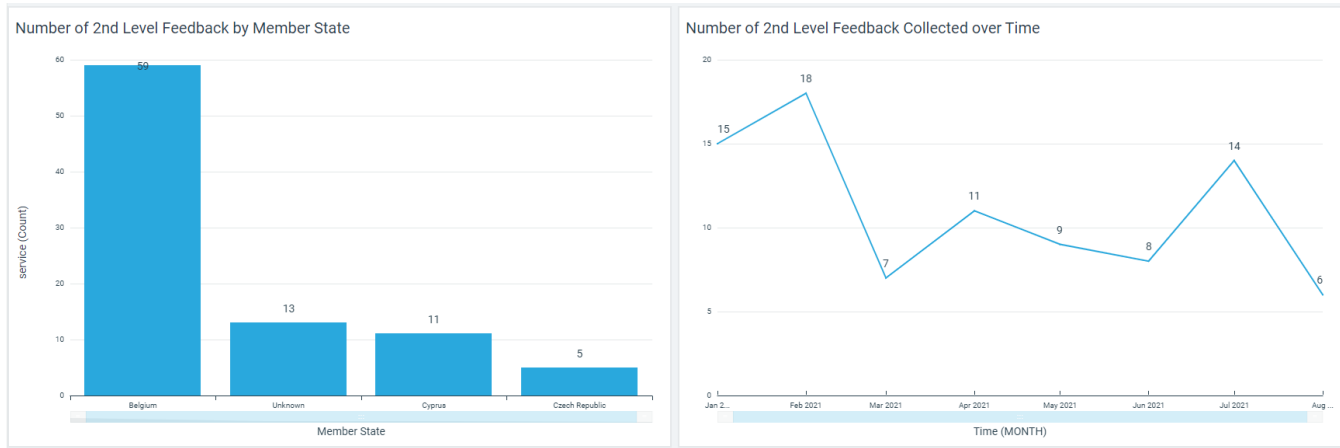 Number of 2nd Level Feedback by Member State
60
59
50
40
30
20
13
11
10
5
0
service (Count)
Belgium
Unknown
Cyprus
Czech Republic
Member State
Number of 2nd Level Feedback Collected over Time
20
18
15
15
14
11
10
9
8
7
6
5
0
Jan 2...
Feb 2021
Mar 2021
Apr 2021
May 2021
Jun 2021
Jul 2021
Aug ...
Time (MONTH)